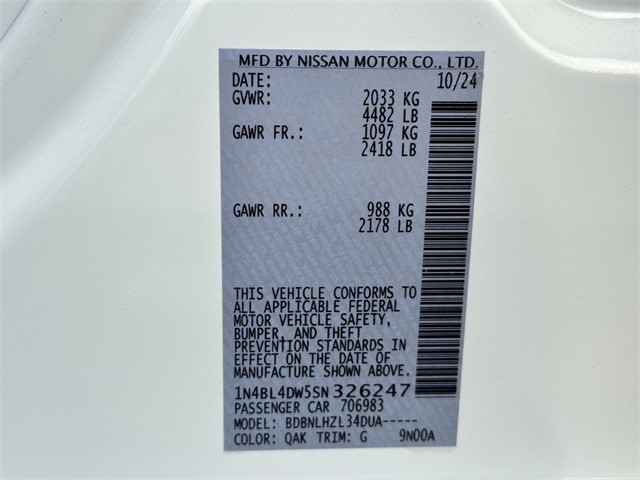 MFD BY NISSAN MOTOR CO., LTD.
DATE: 10/24
GVWR: 2033 KG
4482 LB
GAWR FR.: 1097 KG
2418 LB
GAWR RR.: 988 KG
2178 LB
THIS VEHICLE CONFORMS TO
ALL APPLICABLE FEDERAL
MOTOR VEHICLE SAFETY,
BUMPER, AND THEFT
PREVENTION STANDARDS IN
EFFECT ON THE DATE OF
MANUFACTURE SHOWN ABOVE.
1N4BL4DW5SN326247
PASSENGER CAR 706983
MODEL: BDBNLHZL34DUA-----
COLOR: QAK TRIM: G 9N00A